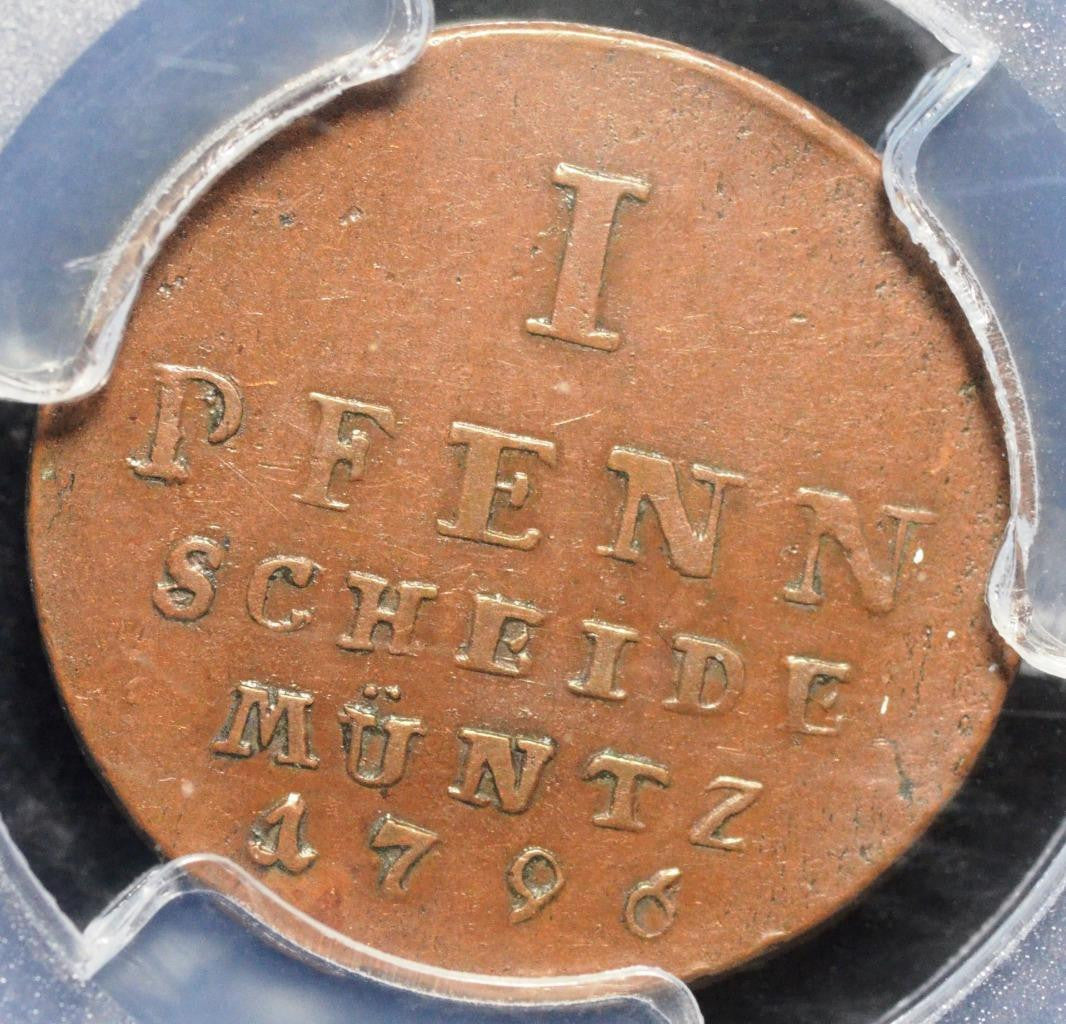 I
PFENN
SCHEIDE
MÜNTZ
1796